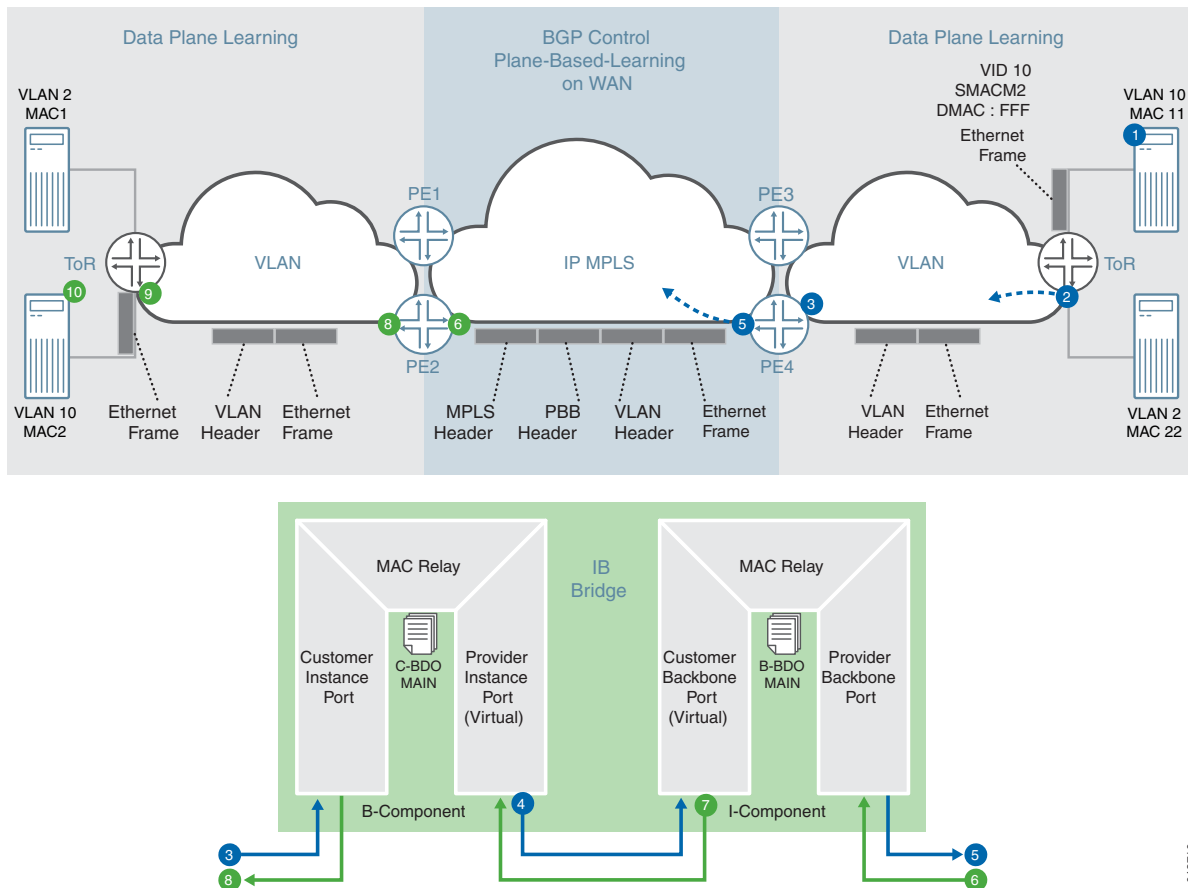 Data Plane Learning
BGP Control
Plane-Based-Learning
on WAN
Data Plane Learning
VLAN 2
MAC1
VID 10
SMACM2
DMAC : FFF
Ethernet
Frame
VLAN 10
MAC 11
1
PE1
PE3
ToR
VLAN
IP MPLS
VLAN
ToR
10
9
8
6
5
3
2
PE2
PE4
VLAN 10
MAC2
Ethernet
Frame
VLAN
Header
Ethernet
Frame
MPLS
Header
PBB
Header
VLAN
Header
Ethernet
Frame
VLAN
Header
Ethernet
Frame
VLAN 2
MAC 22
MAC Relay
IB
Bridge
MAC Relay
Customer
Instance
Port
C-BDO
MAIN
Provider
Instance
Port
(Virtual)
Customer
Backbone
Port
(Virtual)
B-BDO
MAIN
Provider
Backbone
Port
4
7
B-Component
I-Component
3
5
8
6